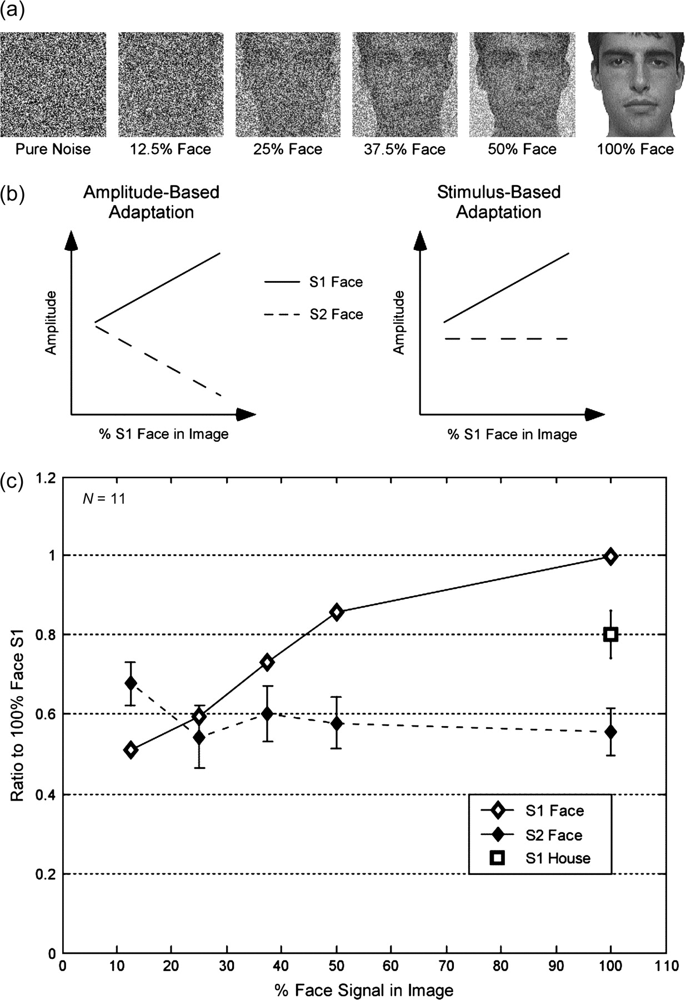 (a)
Pure Noise 12.5% Face 25% Face 37.5% Face 50% Face 100% Face
(b)
Amplitude-Based
Adaptation
Stimulus-Based
Adaptation
Amplitude
S1 Face
S2 Face
Amplitude
% S1 Face in Image
% S1 Face in Image
(c)
1.2
N = 11
1
0.8
0.6
0.4
0.2
0
Ratio to 100% Face S1
S1 Face
S2 Face
S1 House
0 10 20 30 40 50 60 70 80 90 100 110
% Face Signal in Image